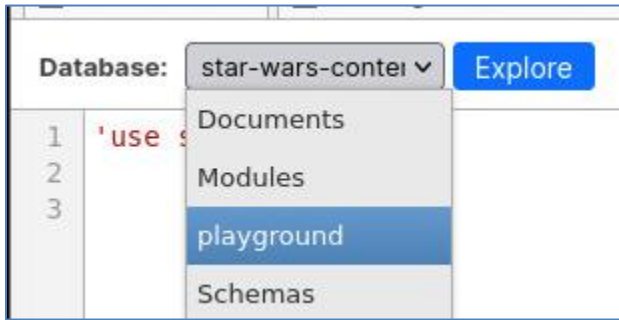 Database: star-wars-conte Explore
1 'use s
2
3
Documents
Modules
playground
Schemas